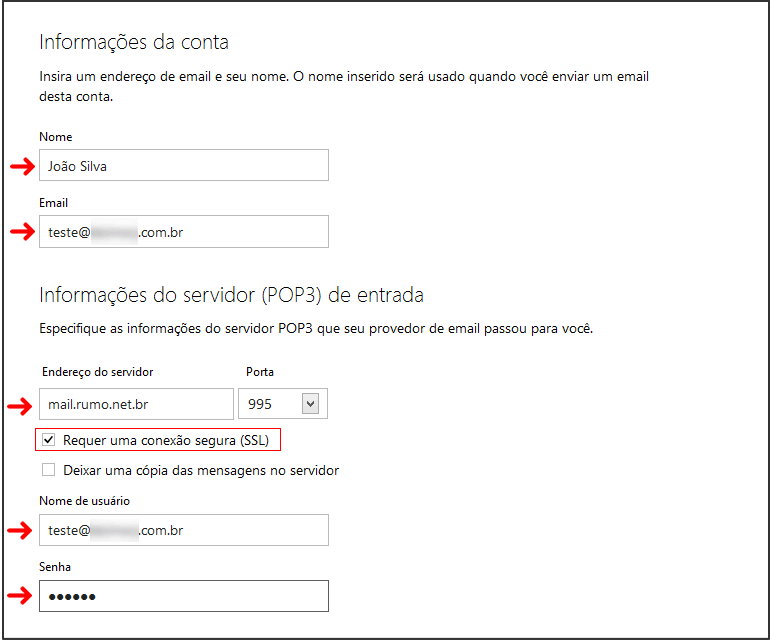 Informações da conta
Insira um endereço de email e seu nome. O nome inserido será usado quando você enviar um email
desta conta.
Nome
João Silva
Email
teste@ .com.br
Informações do servidor (POP3) de entrada
Especifique as informações do servidor POP3 que seu provedor de email passou para você.
Endereço do servidor Porta
mail.rumo.net.br 995
Requer uma conexão segura (SSL)
Deixar uma cópia das mensagens no servidor
Nome de usuário
teste@ .com.br
Senha
●●●●●●